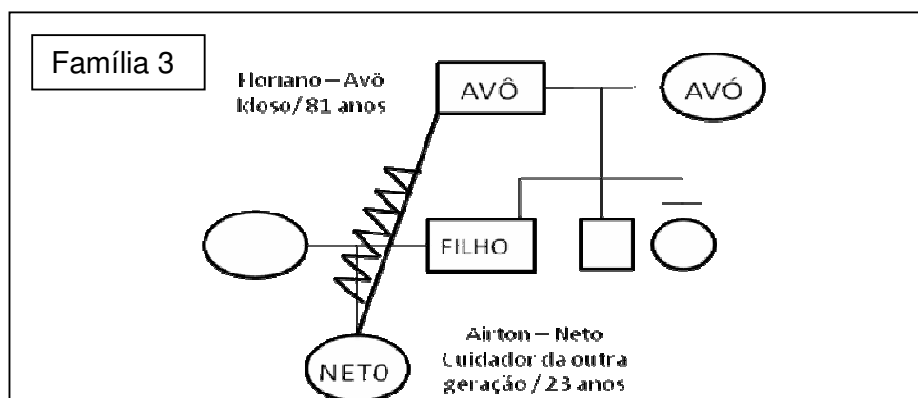 Família 3
Floriano – Avô
Idoso/ 81 anos
AVÔ
AVÓ
FILHO
NETO
Airton – Neto
Cuidador da outra
geração / 23 anos